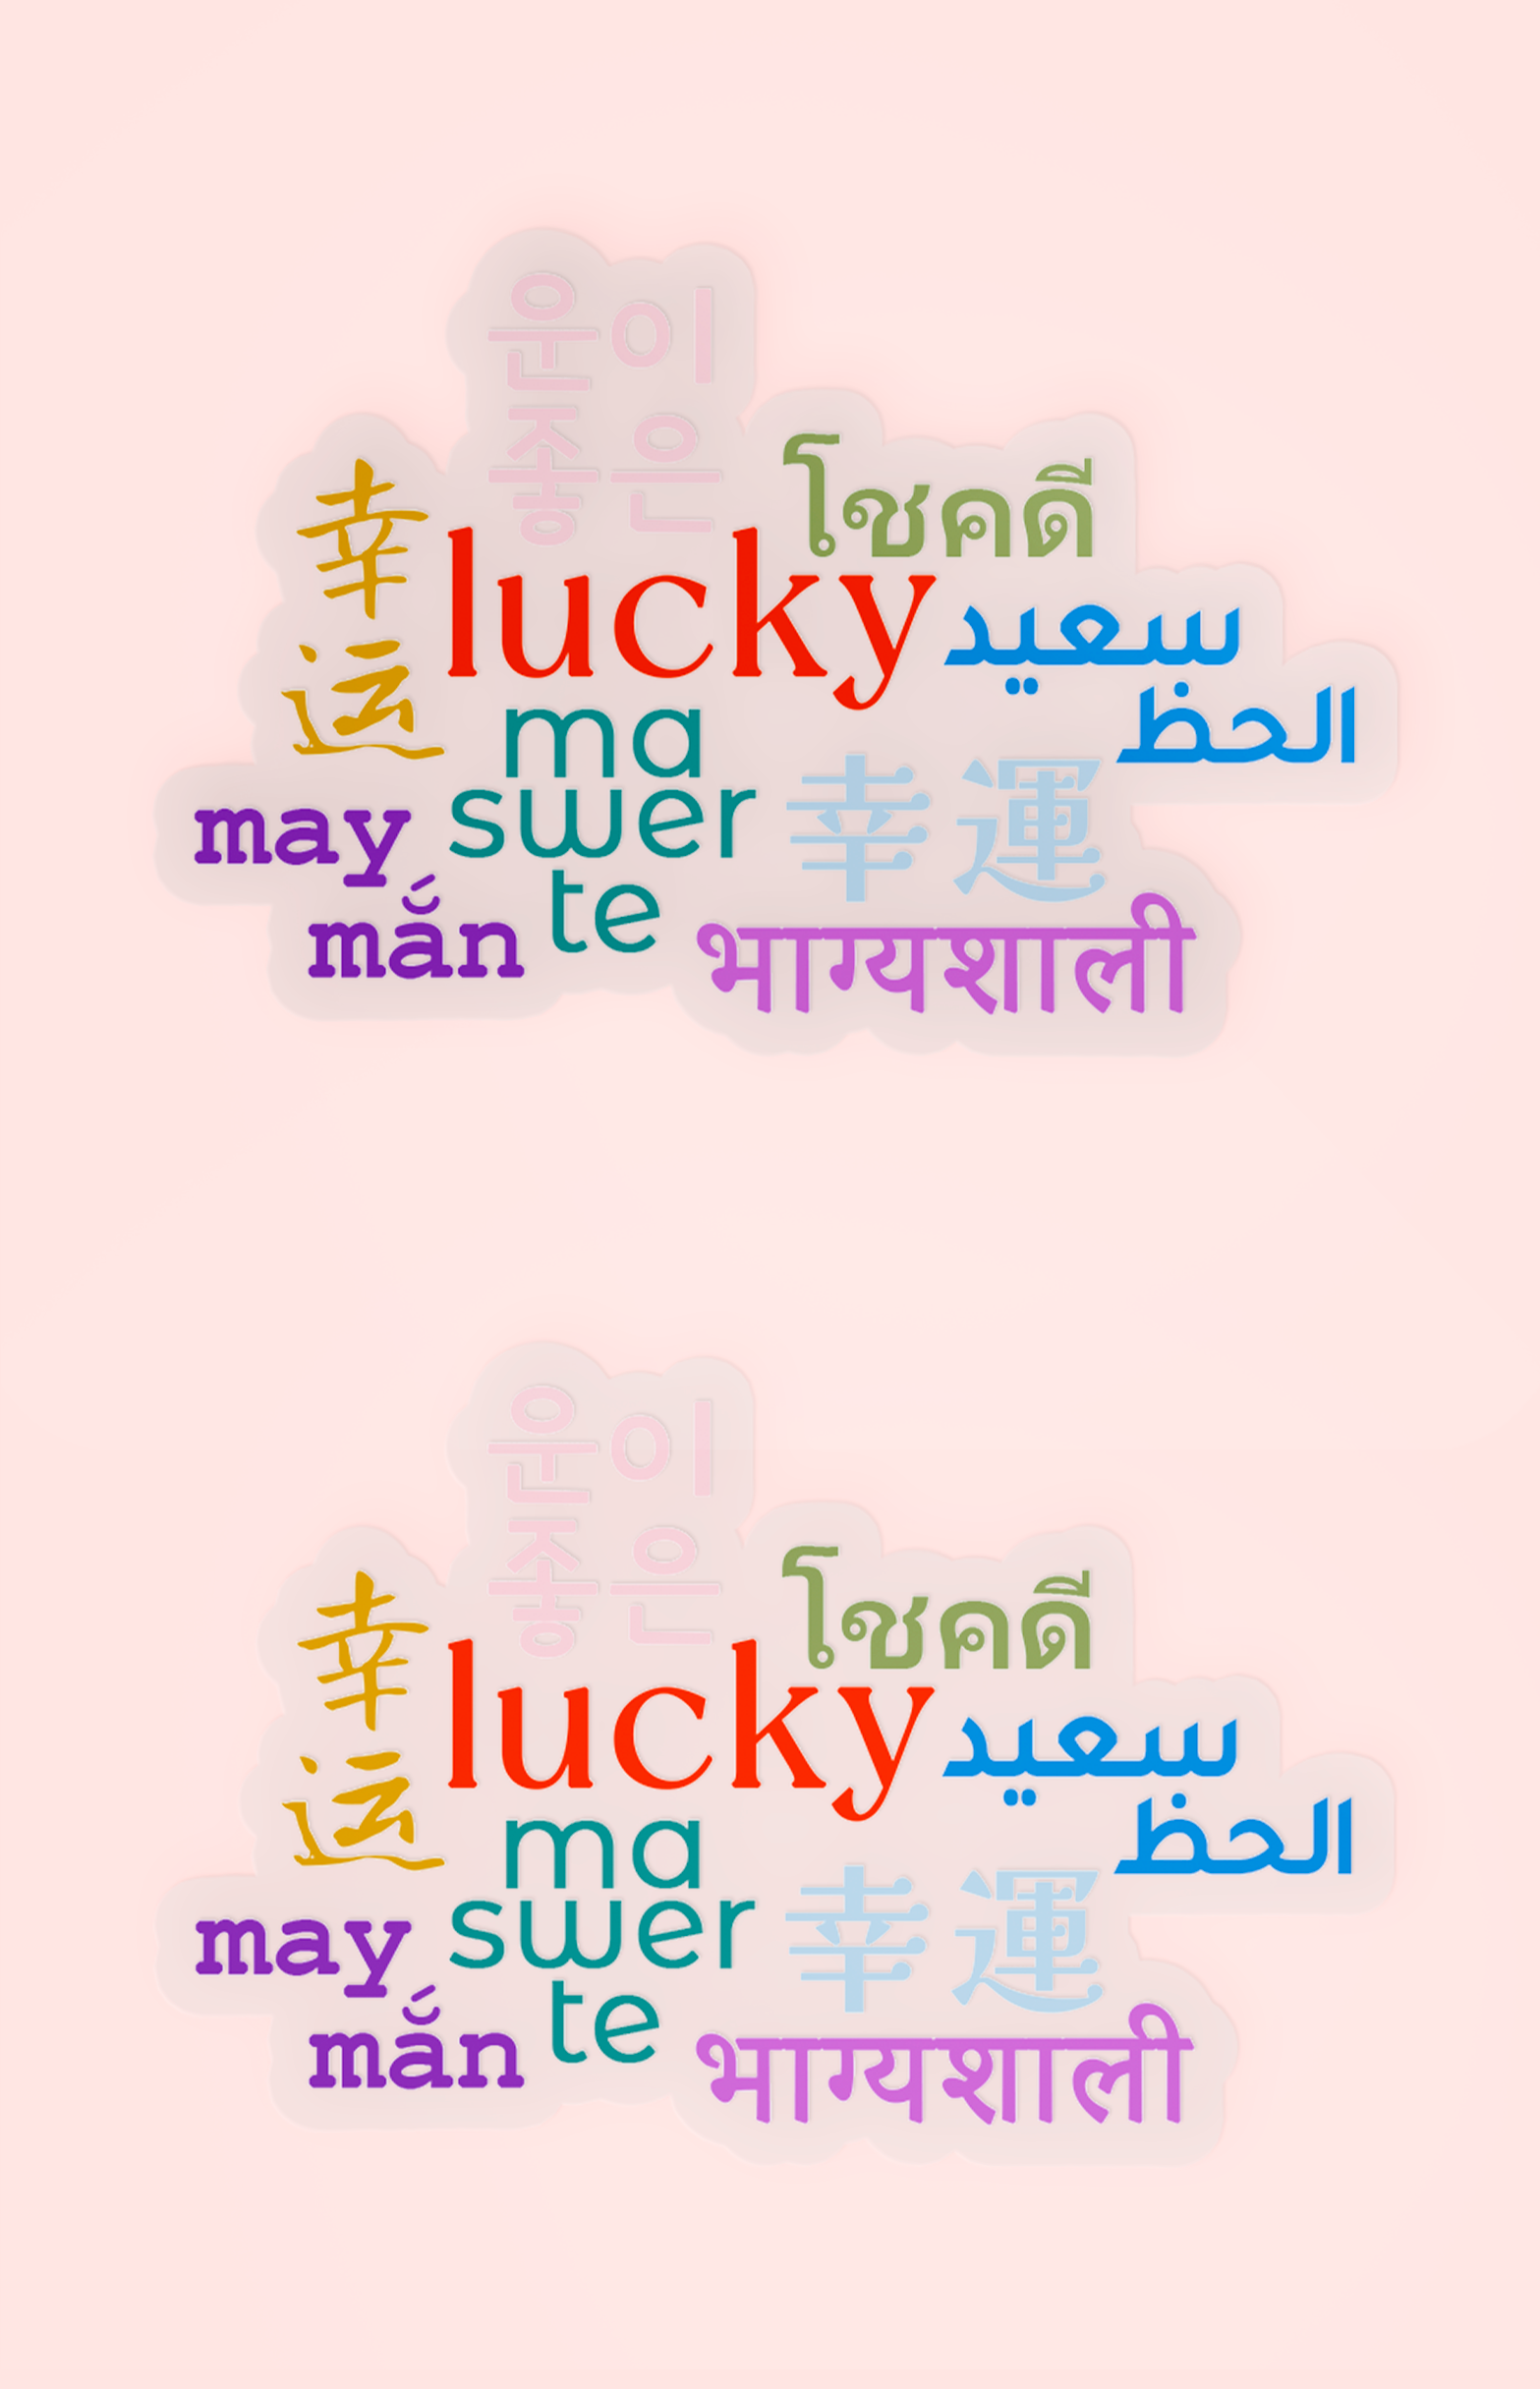 운이
좋은
幸
运
lucky
โชคดี
سعيد
الحظ
ma
swer
te
幸運
may
mắn
भाग्यशाली
운이
좋은
幸
运
lucky
โชคดี
سعيد
الحظ
ma
swer
te
幸運
may
mắn
भाग्यशाली